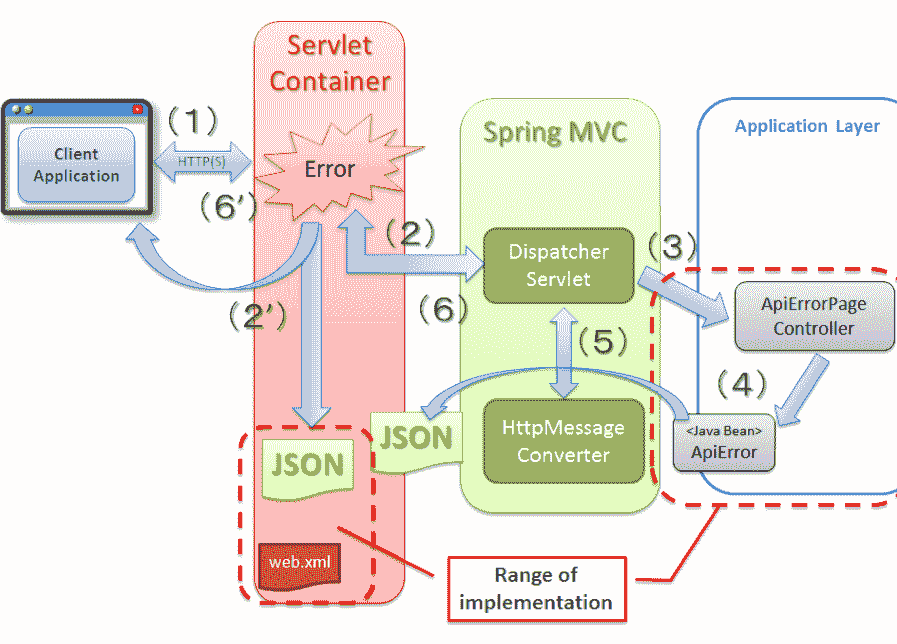 Servlet
Container
(1)
HTTP(S)
Client
Application
Error
(6’)
(2’)
(2)
(6)
Spring MVC
Dispatcher
Servlet
(3)
(5)
HttpMessage
Converter
Application Layer
ApiErrorPage
Controller
(4)
<Java Bean>
ApiError
JSON
JSON
web.xml
Range of
implementation